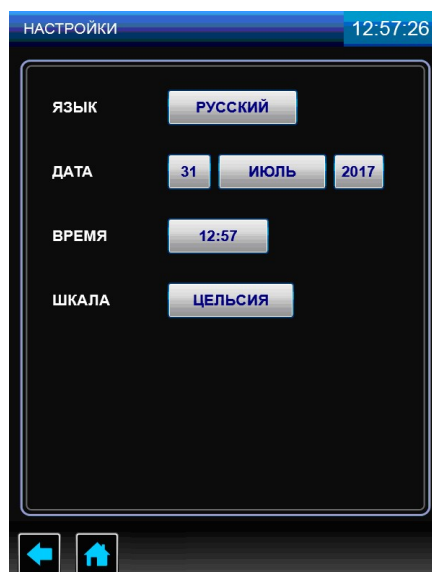 НАСТРОЙКИ 12:57:26
ЯЗЫК РУССКИЙ
ДАТА 31 ИЮЛЬ 2017
ВРЕМЯ 12:57
ШКАЛА ЦЕЛЬСИЯ